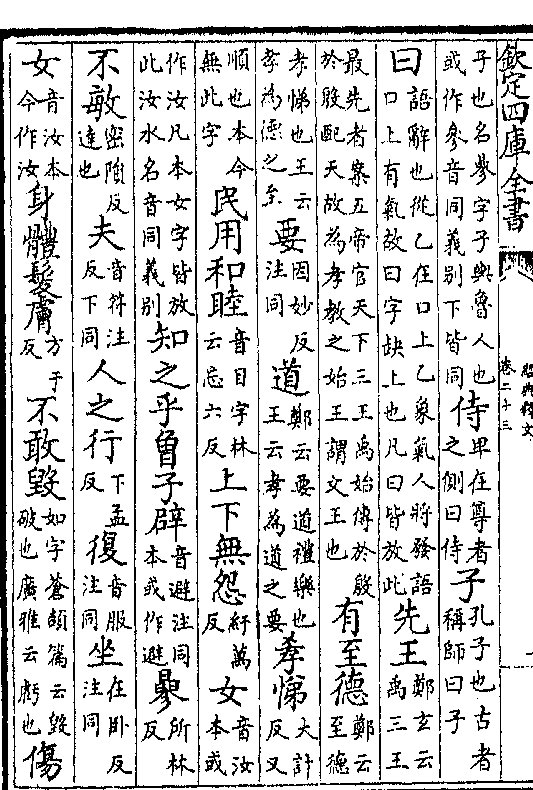 欽定四庫全書
經典釋文
卷二十三
子也名參字子輿魯人也或作參音同義別下皆同侍卑在尊者之側曰侍子孔子也古者稱師曰子
曰語辭也從乙在口上乙象氣人將發語口上有氣故曰字缺上也凡曰皆放此先王鄭玄云禹三王
最先者案五帝官天下三王禹始傳於殷於殷配天故為孝教之始王謂文王也有至德鄭云至德
孝悌也王云孝為德之至要因妙反注同道鄭云要道禮樂也王云孝為道之要孝悌大計反又
順也本今無此字民用和睦音目字林云忌六反上下無怨紆萬反女音汝本或
作汝凡本女字皆放此汝水名音同義別知之乎曾子辟音避注同本或作避參所林反
不敏密隕反達也夫音符注反下同人之行下孟反復音服注同坐在卧反注同
女音汝本今作汝身體髮膚方于反不敢毀如字蒼頡篇云毀破也廣雅云虧也傷